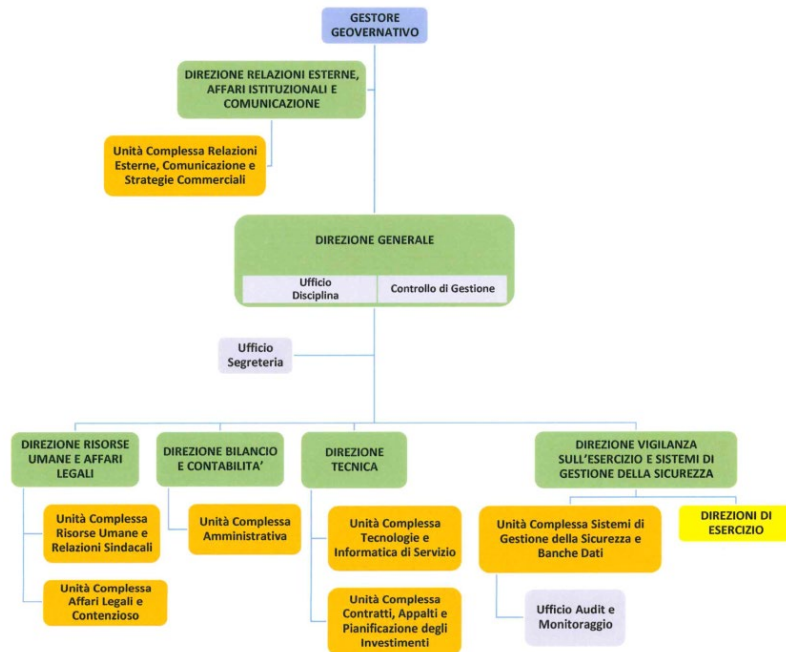 GESTORE
GEOVERNATIVO
DIREZIONE RELAZIONI ESTERNE,
AFFARI ISTITUZIONALI E
COMUNICAZIONE
Unità Complessa Relazioni
Esterne, Comunicazione e
Strategie Commerciali
DIREZIONE GENERALE
Ufficio
Disciplina
Controllo di Gestione
Ufficio
Segreteria
DIREZIONE RISORSE
UMANE E AFFARI
LEGALI
DIREZIONE BILANCIO
E CONTABILITA’
DIREZIONE
TECNICA
DIREZIONE VIGILANZA
SULL’ESERCIZIO E SISTEMI DI
GESTIONE DELLA SICUREZZA
Unità Complessa
Risorse Umane e
Relazioni Sindacali
Unità Complessa
Amministrativa
Unità Complessa
Tecnologie e
Informatica di Servizio
Unità Complessa Sistemi di
Gestione della Sicurezza e
Banche Dati
DIREZIONI DI
ESERCIZIO
Unità Complessa
Affari Legali e
Contenzioso
Unità Complessa
Contratti, Appalti e
Pianificazione degli
Investimenti
Ufficio Audit e
Monitoraggio